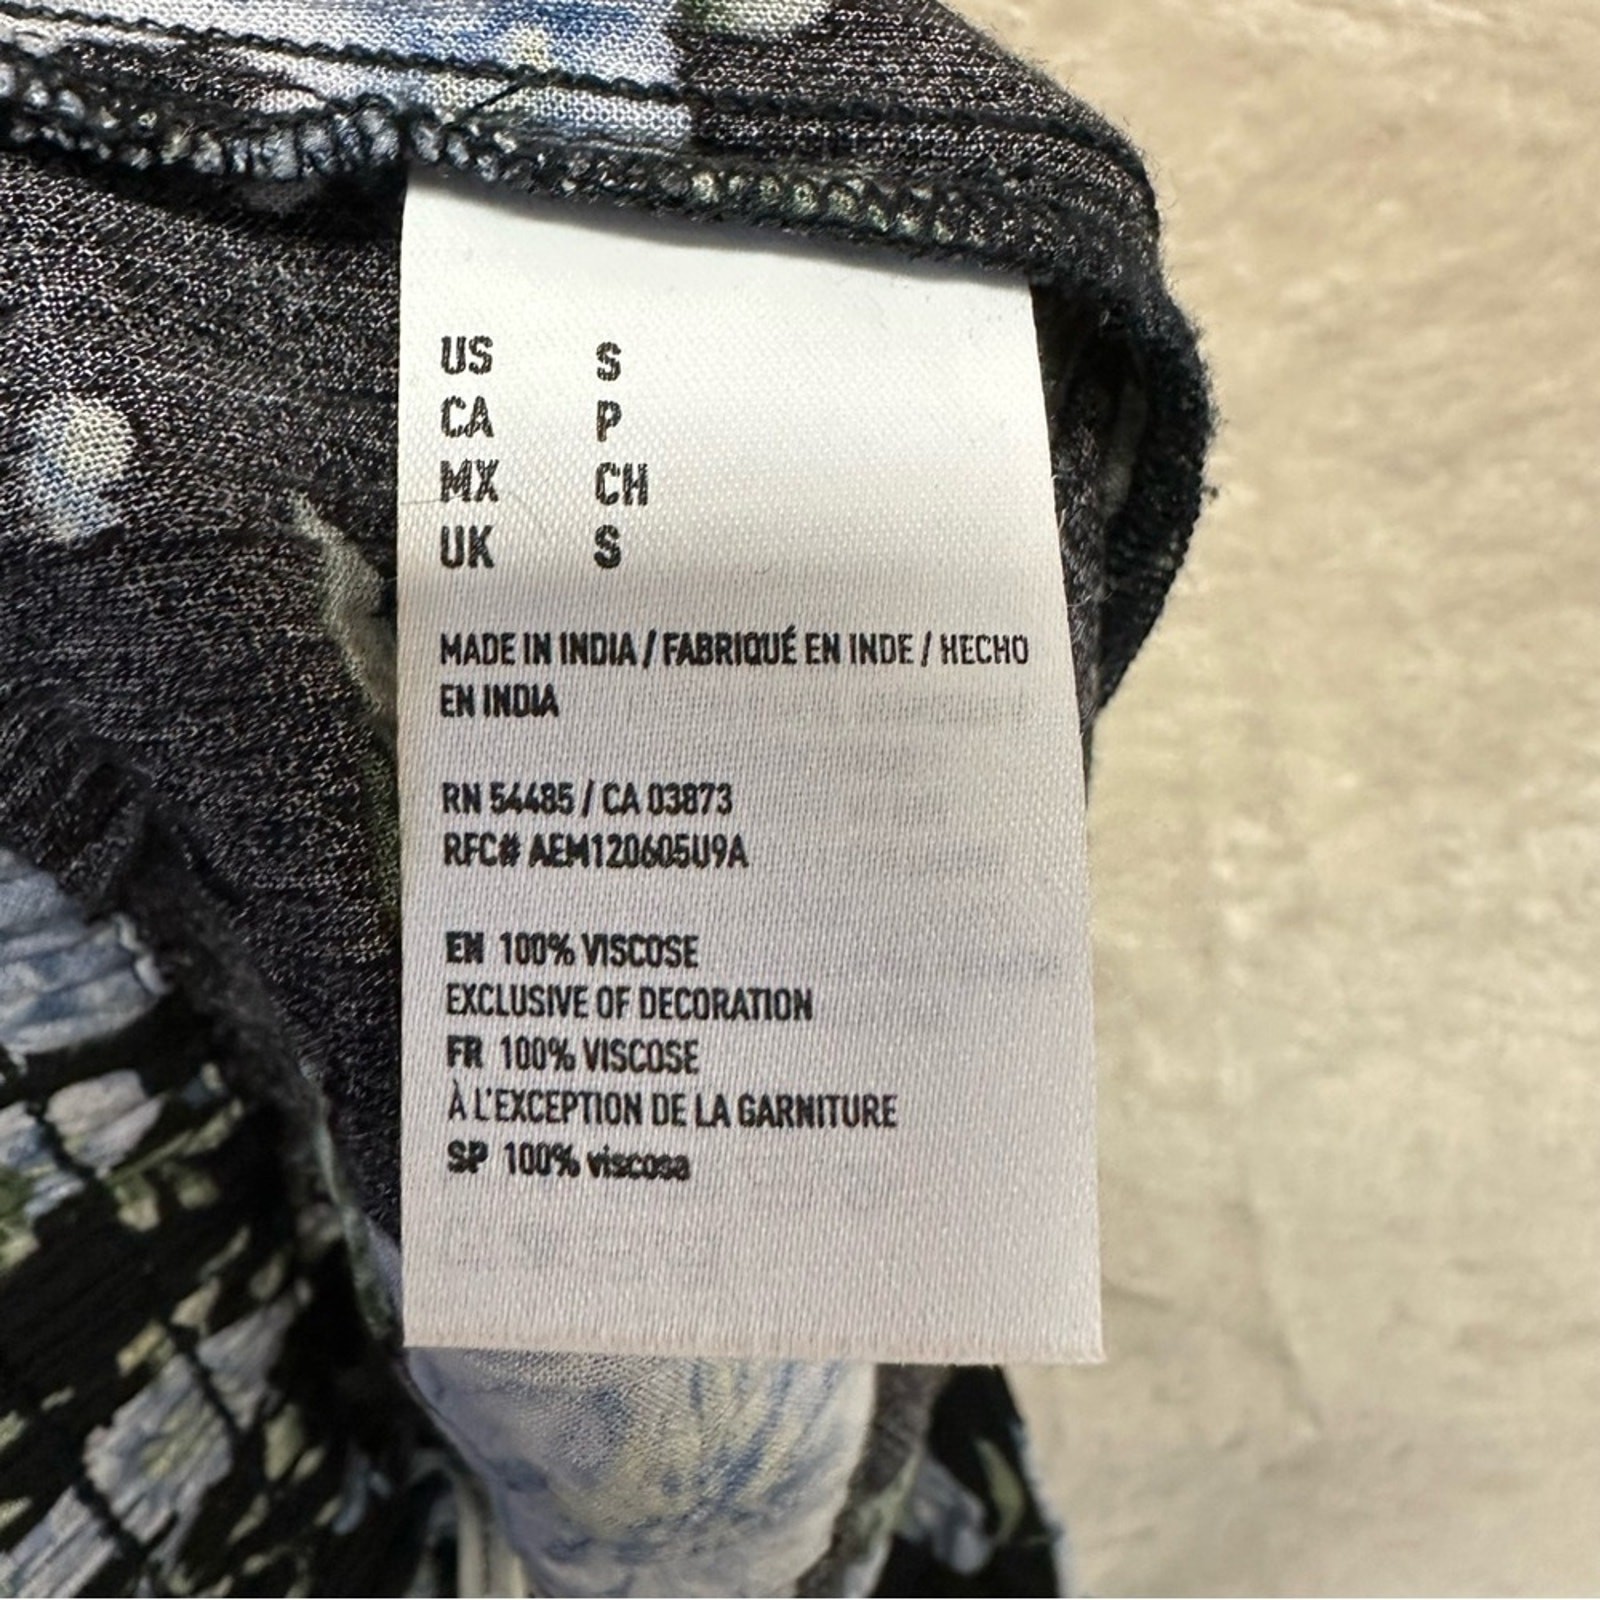 US S
CA P
MX CH
UK S
MADE IN INDIA / FABRIQUÉ EN INDE / HECHO
EN INDIA
RN 54485 / CA 03873
RFC# AEM120605U9A
EN 100% VISCOSE
EXCLUSIVE OF DECORATION
FR 100% VISCOSE
À L'EXCEPTION DE LA GARNITURE
SP 100% viscosa